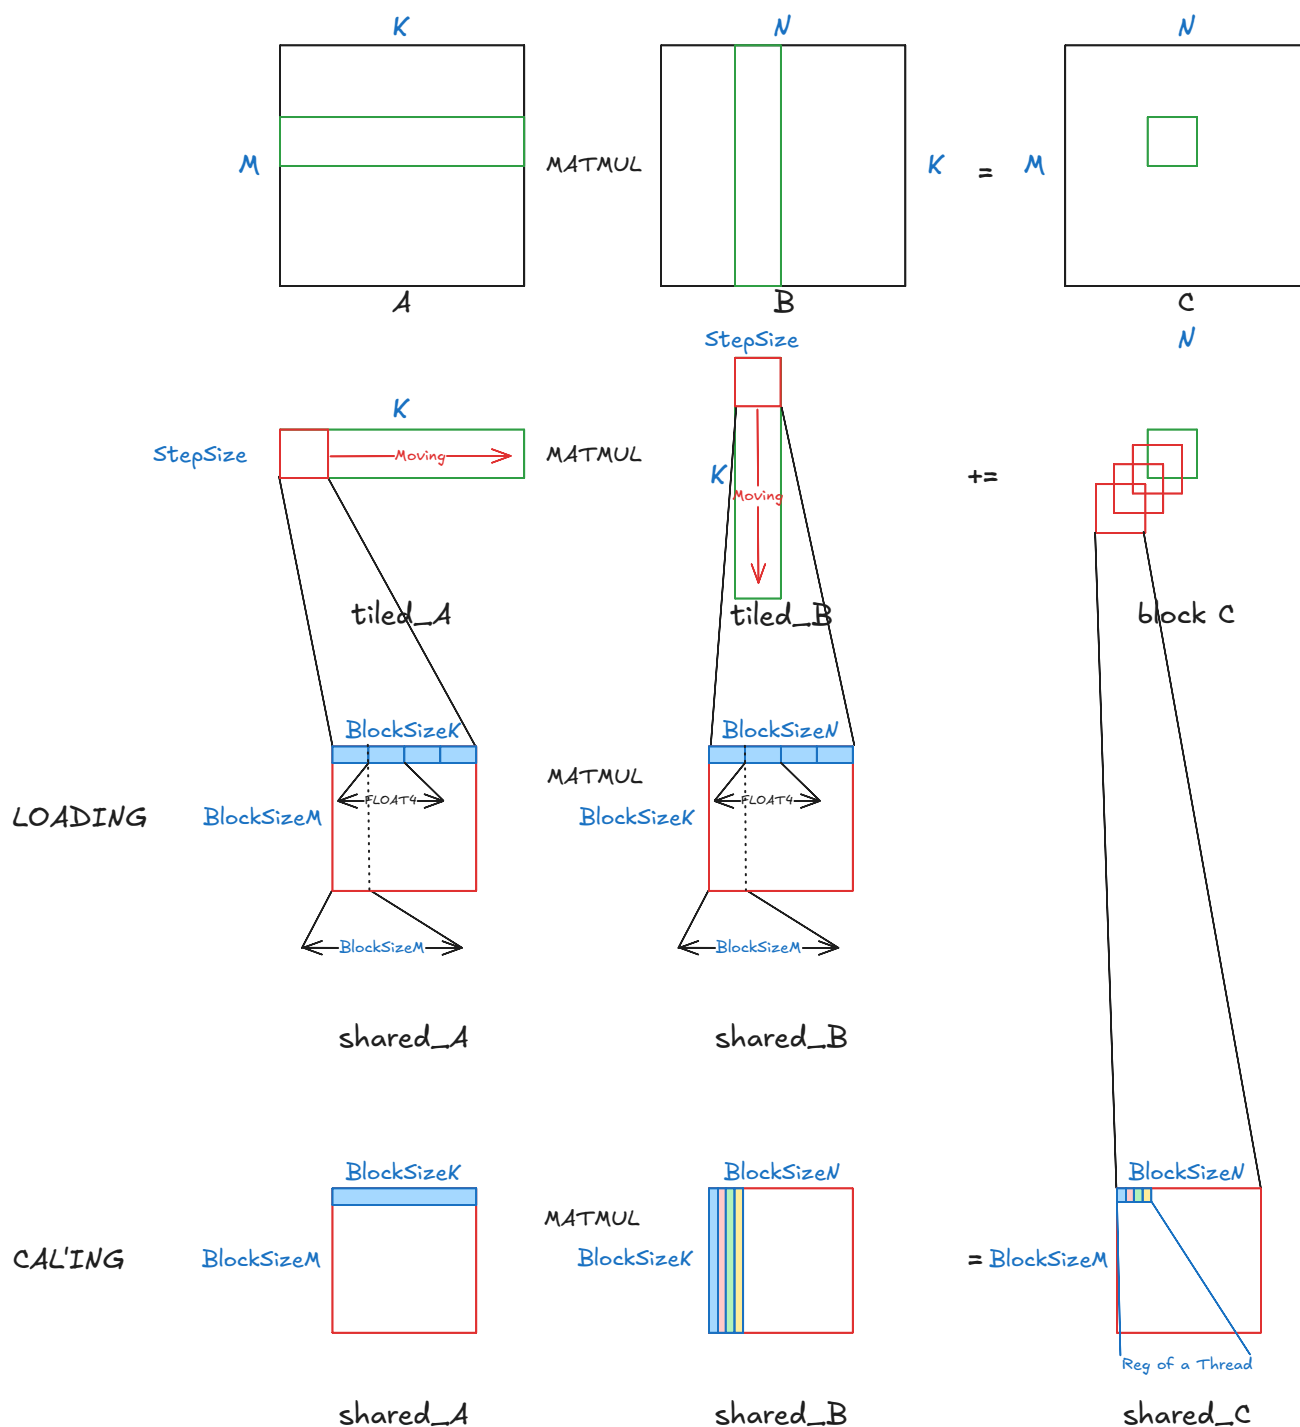 K
N
N
M
MATMUL
K
=
M
A
B
C
StepSize
N
K
StepSize
Moving
MATMUL
K
Moving
+=
tiled_A
tiled_B
block C
BlockSizeK
BlockSizeN
MATMUL
FLOAT4
FLOAT4
LOADING
BlockSizeM
BlockSizeK
BlockSizeM
BlockSizeM
shared_A
shared_B
BlockSizeK
BlockSizeN
BlockSizeN
MATMUL
CAL'ING
BlockSizeM
BlockSizeK
= BlockSizeM
Reg of a Thread
shared_A
shared_B
shared_C